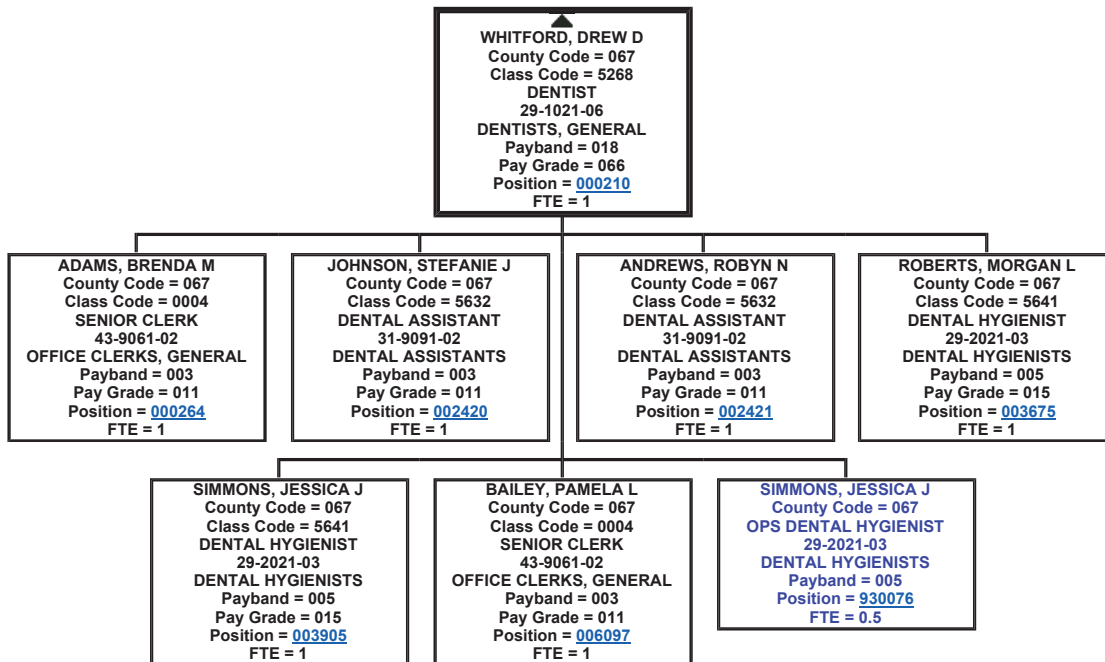 WHITFORD, DREW D
County Code = 067
Class Code = 5268
DENTIST
29-1021-06
DENTISTS, GENERAL
Payband = 018
Pay Grade = 066
Position = 000210
FTE = 1
ADAMS, BRENDA M
County Code = 067
Class Code = 0004
SENIOR CLERK
43-9061-02
OFFICE CLERKS, GENERAL
Payband = 003
Pay Grade = 011
Position = 000264
FTE = 1
JOHNSON, STEFANIE J
County Code = 067
Class Code = 5632
DENTAL ASSISTANT
31-9091-02
DENTAL ASSISTANTS
Payband = 003
Pay Grade = 011
Position = 002420
FTE = 1
ANDREWS, ROBYN N
County Code = 067
Class Code = 5632
DENTAL ASSISTANT
31-9091-02
DENTAL ASSISTANTS
Payband = 003
Pay Grade = 011
Position = 002421
FTE = 1
ROBERTS, MORGAN L
County Code = 067
Class Code = 5641
DENTAL HYGIENIST
29-2021-03
DENTAL HYGIENISTS
Payband = 005
Pay Grade = 015
Position = 003675
FTE = 1
SIMMONS, JESSICA J
County Code = 067
Class Code = 5641
DENTAL HYGIENIST
29-2021-03
DENTAL HYGIENISTS
Payband = 005
Pay Grade = 015
Position = 003905
FTE = 1
BAILEY, PAMELA L
County Code = 067
Class Code = 0004
SENIOR CLERK
43-9061-02
OFFICE CLERKS, GENERAL
Payband = 003
Pay Grade = 011
Position = 006097
FTE = 1
SIMMONS, JESSICA J
County Code = 067
OPS DENTAL HYGIENIST
29-2021-03
DENTAL HYGIENISTS
Payband = 005
Position = 930076
FTE = 0.5